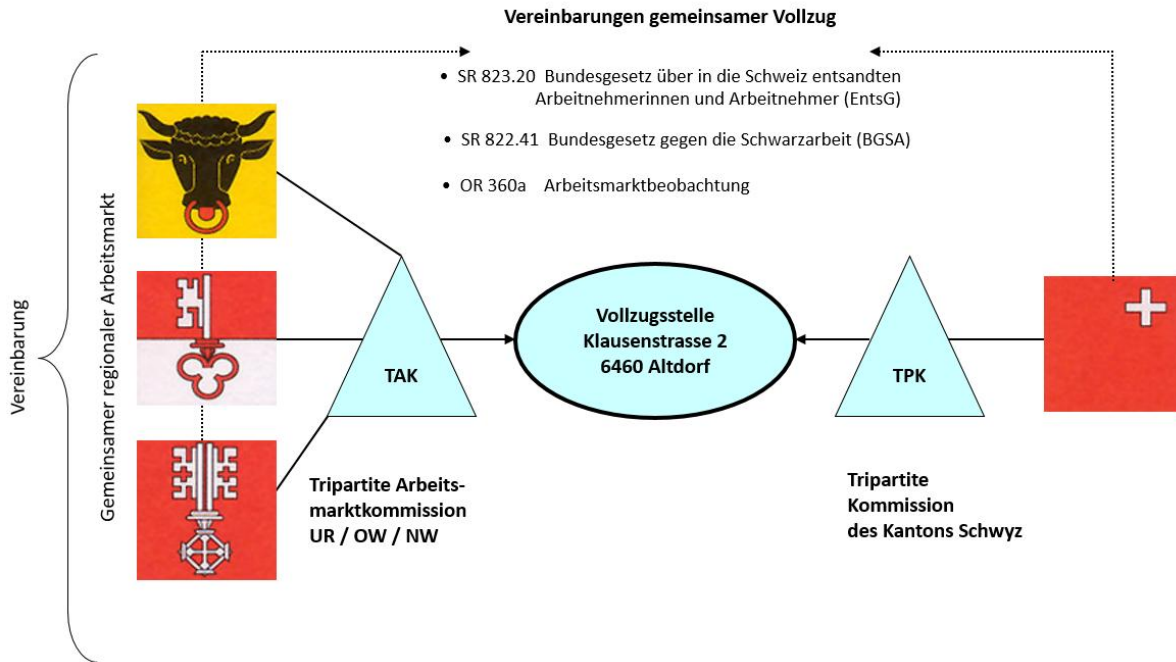 Vereinbarungen gemeinsamer Vollzug
• SR 823.20 Bundesgesetz über in die Schweiz entsandten
Arbeitnehmerinnen und Arbeitnehmer (EntsG)
• SR 822.41 Bundesgesetz gegen die Schwarzarbeit (BGSA)
• OR 360a Arbeitsmarktbeobachtung
Vereinbarung
Gemeinsamer regionaler Arbeitsmarkt
TAK
Vollzugsstelle
Klausenstrasse 2
6460 Altdorf
TPK
Tripartite Arbeits-
marktkommission
UR / OW / NW
Tripartite
Kommission
des Kantons Schwyz